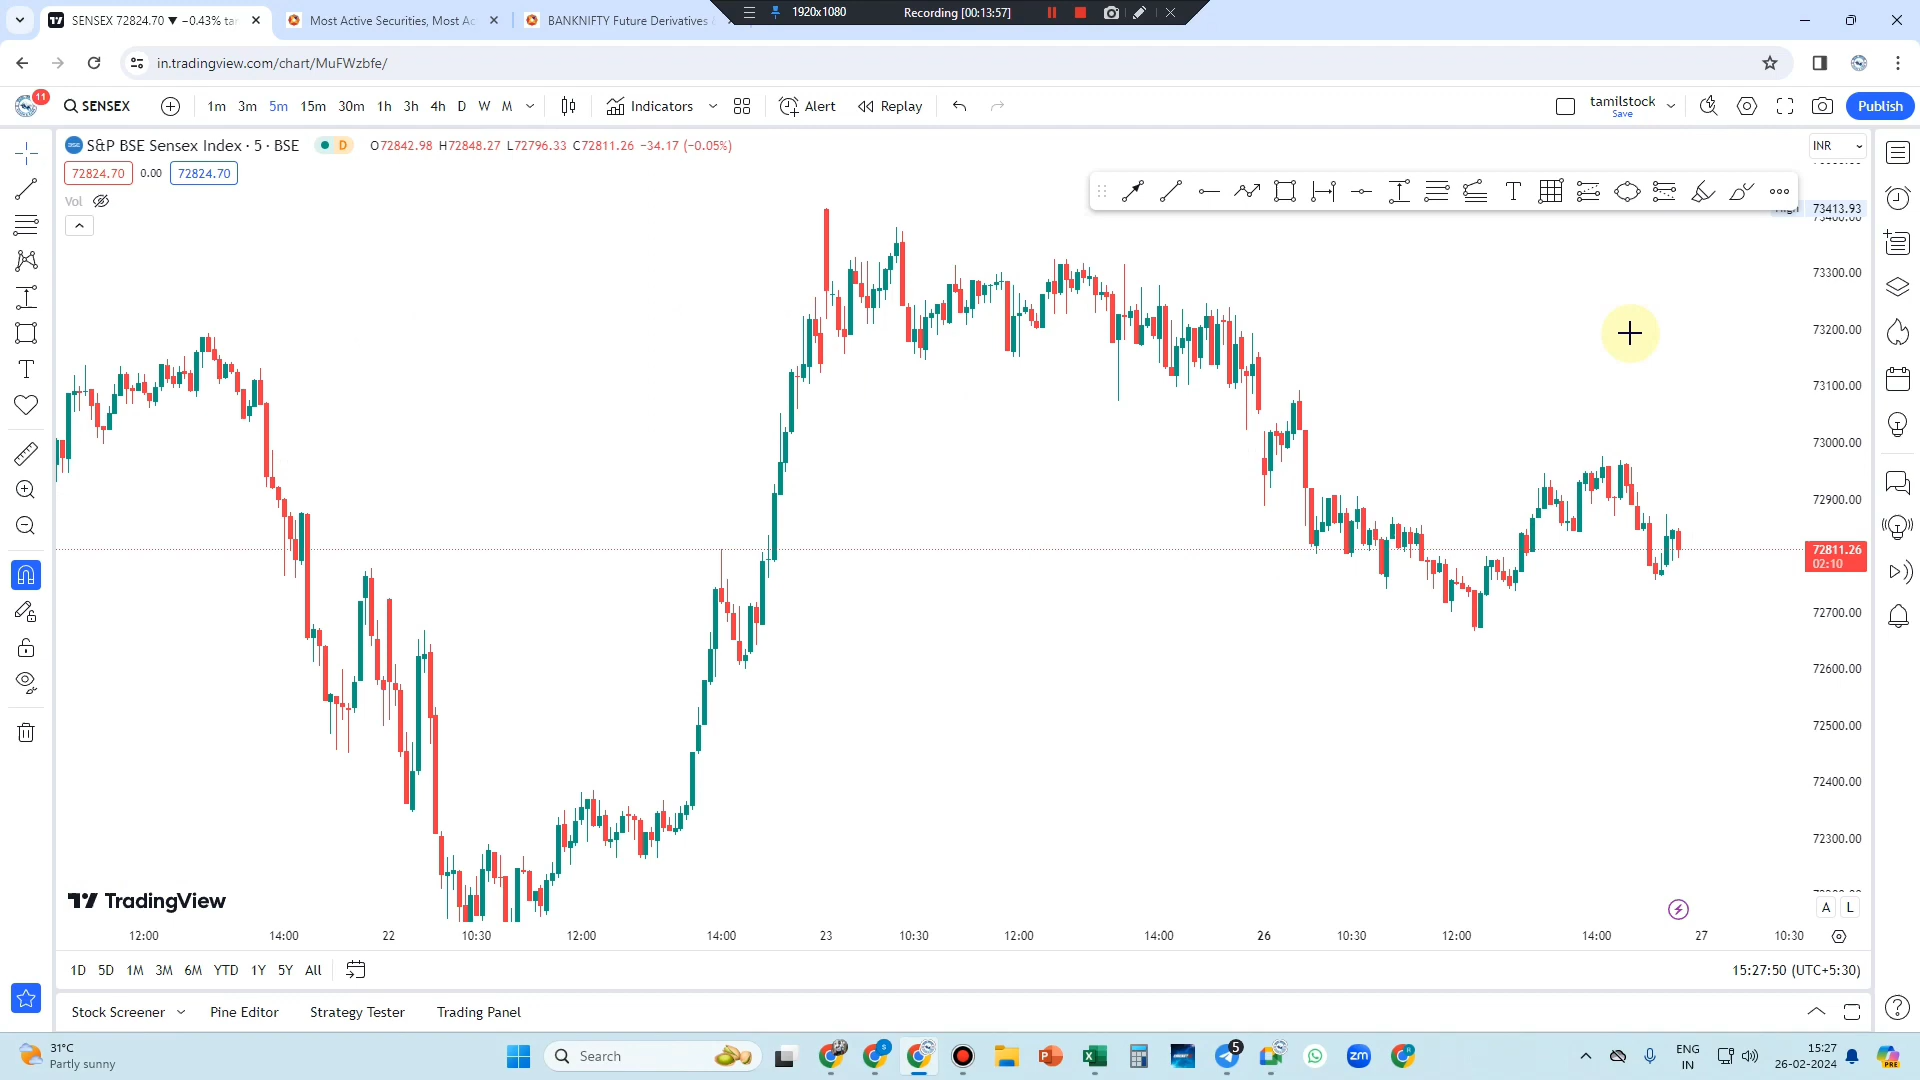 1920x1080
Recording [00:13:57]
SENSEX 72824.70 ▼ −0.43%
Most Active Securities, Most Ac
BANKNIFTY Future Derivatives
in.tradingview.com/chart/MuFWzbfe/
11
SENSEX
1m 3m 5m 15m 30m 1h 3h 4h D W M
Indicators
Alert
Replay
tamilstock
Save
Publish
S&P BSE Sensex Index · 5 · BSE
D
O72842.98 H72848.27 L72796.33 C72811.26 −34.17 (−0.05%)
INR
72824.70 0.00 72824.70
Vol
T
73413.93
73300.00
73200.00
73100.00
73000.00
72900.00
72811.26
02:10
72700.00
72600.00
72500.00
72400.00
72300.00
TradingView
A L
12:00 14:00 22 10:30 12:00 14:00 23 10:30 12:00 14:00 26 10:30 12:00 14:00 27 10:30
1D 5D 1M 3M 6M YTD 1Y 5Y All
15:27:50 (UTC+5:30)
Stock Screener Pine Editor Strategy Tester Trading Panel
31°C
Partly sunny
Search
5
zm
ENG
IN
15:27
26-02-2024